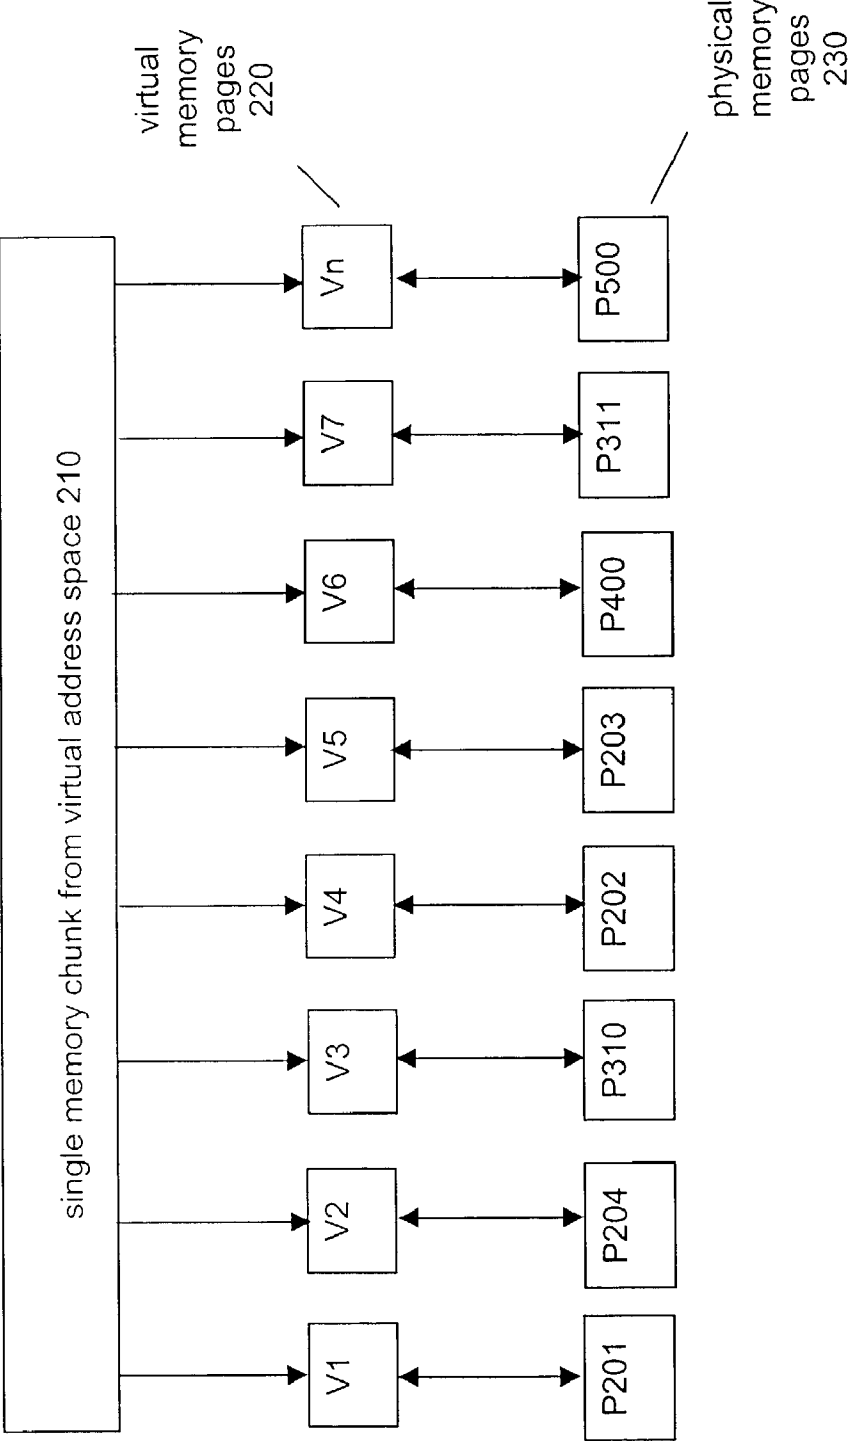 single memory chunk from virtual address space 210
virtual
memory
pages
220
V1
V2
V3
V4
V5
V6
V7
Vn
P201
P204
P310
P202
P203
P400
P311
P500
physical
memory
pages
230